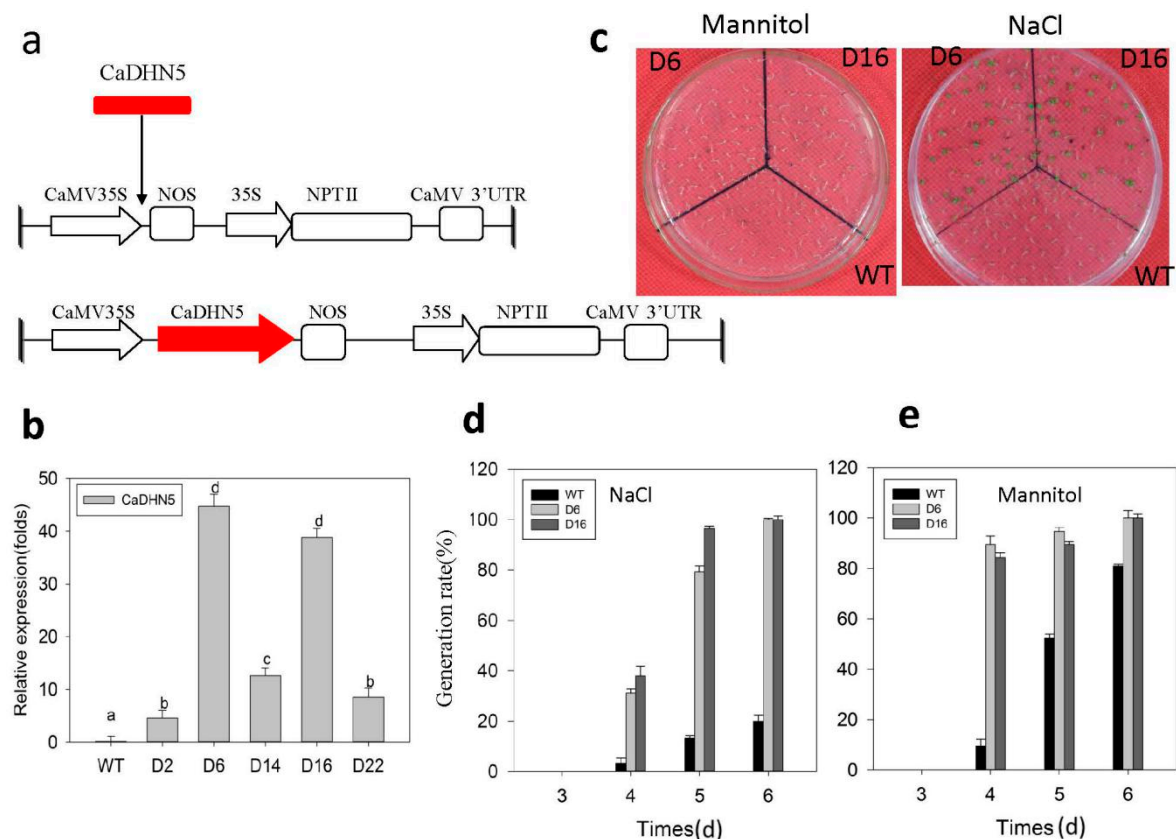 a
CaDHN5
CaMV35S NOS 35S NPTII CaMV 3'UTR
CaMV35S CaDHN5 NOS 35S NPTII CaMV 3'UTR
c
Mannitol NaCl
D6 D16 D6 D16
WT WT
b
Relative expression(folds)
50
40
30
20
10
0
CaDHN5
a b d c d b
WT D2 D6 D14 D16 D22
d
Generation rate(%)
120
100
80
60
40
20
0
NaCl
WT
D6
D16
3 4 5 6
Times(d)
e
120
100
80
60
40
20
0
Mannitol
WT
D6
D16
3 4 5 6
Times(d)